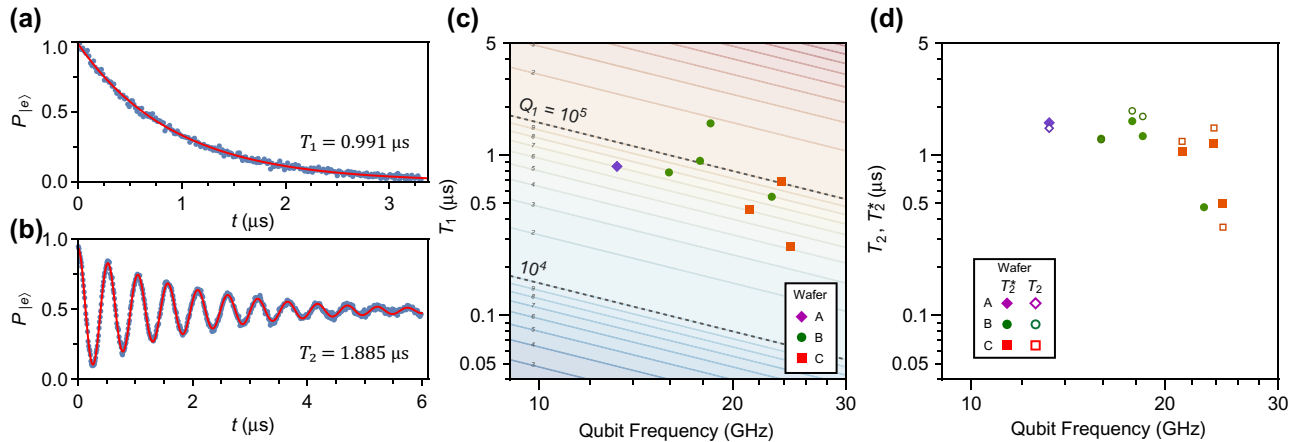 (a)
1.0
0.5
0
P|e⟩
T1 = 0.991 μs
0 1 2 3
t (μs)
(b)
1.0
0.5
0
P|e⟩
T2 = 1.885 μs
0 1 2 3 4 5 6
t (μs)
(c)
5
1
0.5
0.1
0.05
T1 (μs)
Q1 = 10^5
10^4
Wafer
A
B
C
10 20 30
Qubit Frequency (GHz)
(d)
5
1
0.5
0.1
0.05
T2, T2* (μs)
Wafer
T2* T2
A
B
C
10 20 30
Qubit Frequency (GHz)